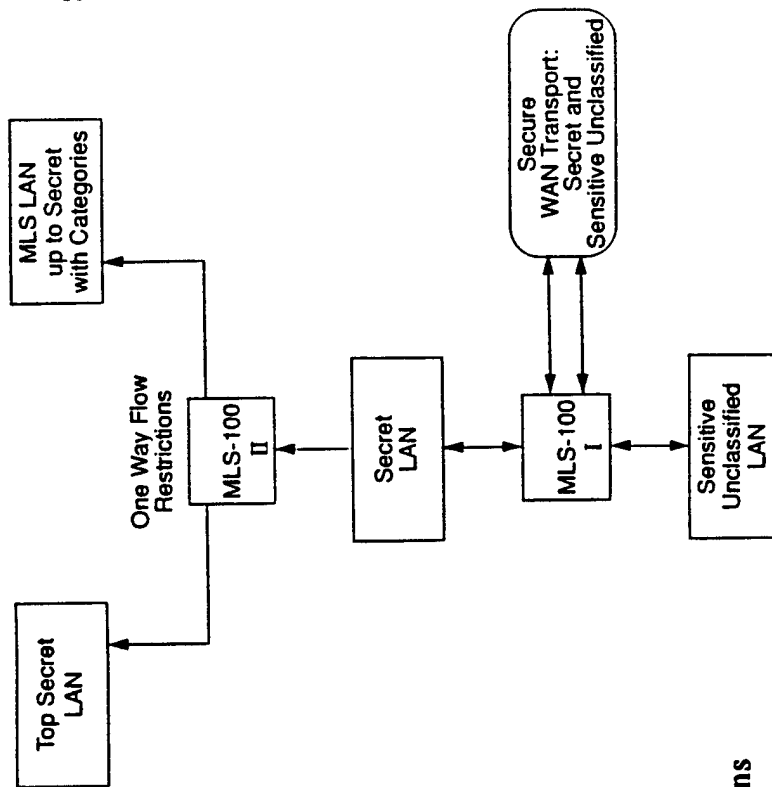 Top Secret
LAN
One Way Flow
Restrictions
MLS LAN
up to Secret
with Categories
MLS-100
II
Secret
LAN
MLS-100
I
Secure
WAN Transport:
Secret and
Sensitive Unclassified
Sensitive
Unclassified
LAN
ns